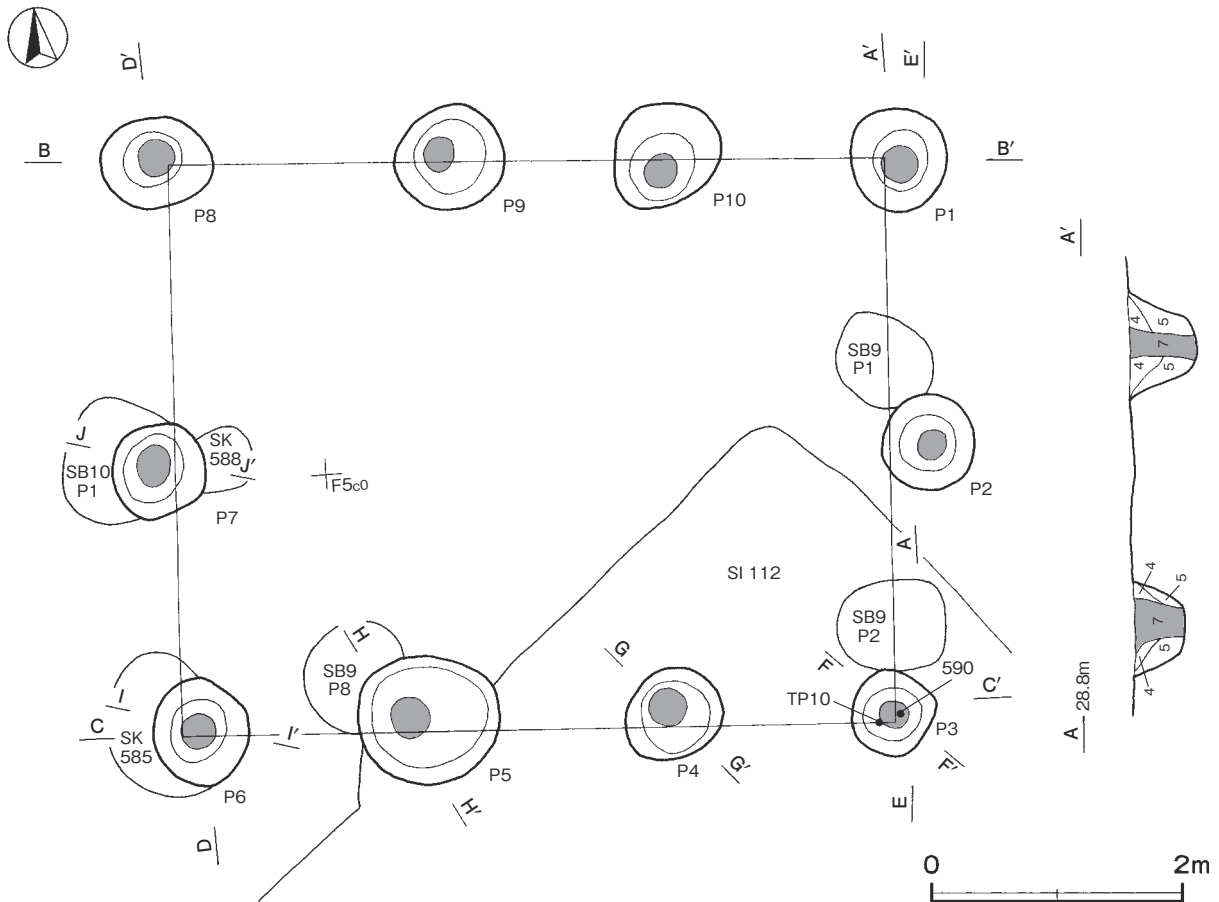 D′
A′
E′
B
B′
P8
P9
P10
P1
A′
SB9
P1
4
5
7
4
5
J
SK
588
J′
SB10
P1
P7
F5c0
P2
A
SI 112
4
5
7
5
4
SB9
P2
H
SB9
P8
G
F
590
C′
TP10
I
C
SK
585
I′
P3
P5
P4
G′
F′
P6
H′
E
D
A 28.8m
0
2m